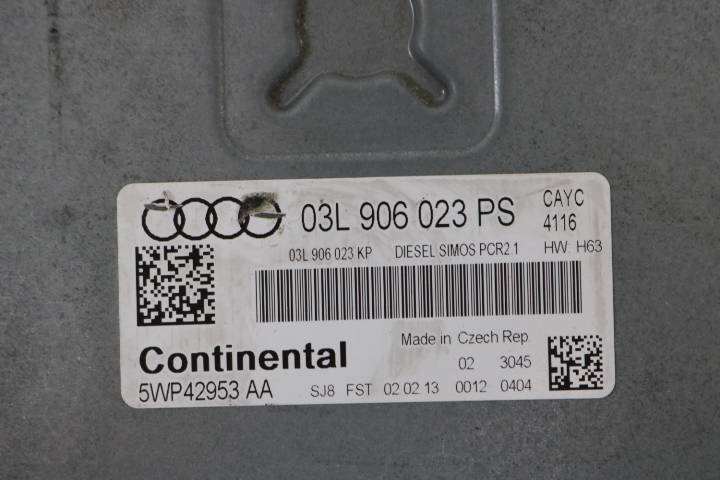 03L 906 023 PS CAYC
4116
03L 906 023 KP DIESEL SIMOS PCR2.1 HW: H63
Made in Czech Rep.
Continental 02 3045
5WP42953 AA SJ8 FST 02 02 13 0012 0404